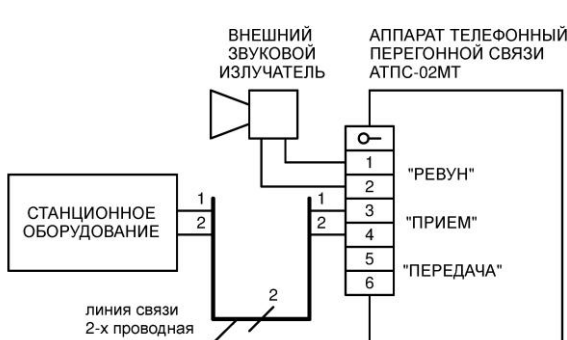 ВНЕШНИЙ
ЗВУКОВОЙ
ИЗЛУЧАТЕЛЬ
АППАРАТ ТЕЛЕФОННЫЙ
ПЕРЕГОННОЙ СВЯЗИ
АТПС-02МТ
1
2
3
4
5
6
"РЕВУН"
"ПРИЕМ"
"ПЕРЕДАЧА"
СТАНЦИОННОЕ
ОБОРУДОВАНИЕ
1
2
1
2
2
линия связи
2-х проводная